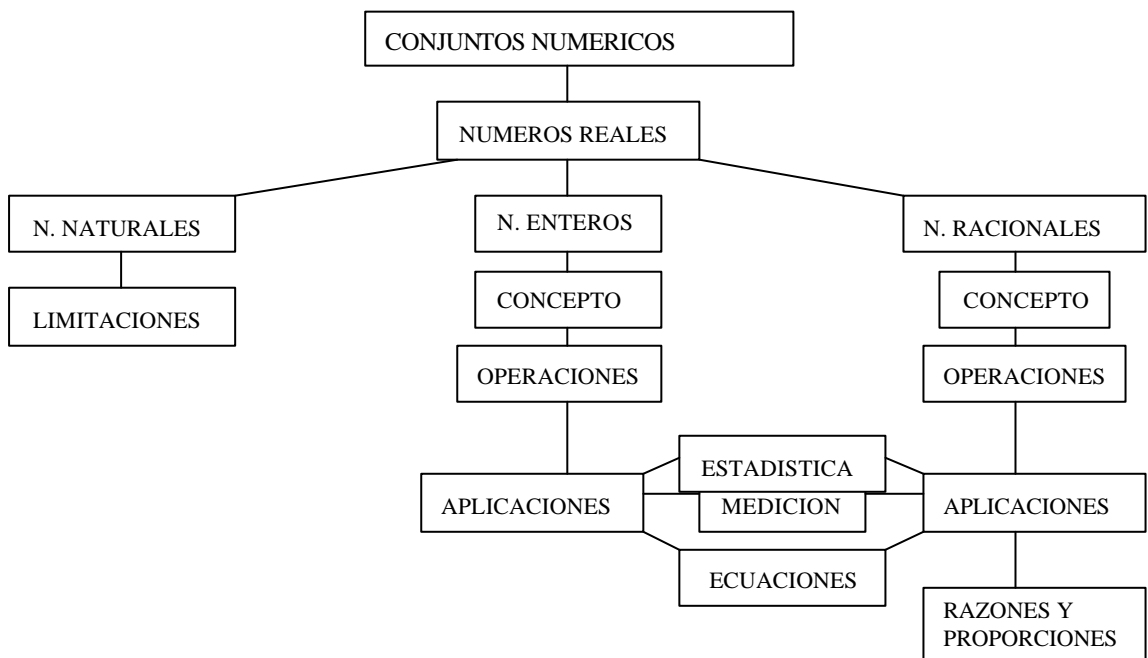 CONJUNTOS NUMERICOS
NUMEROS REALES
N. NATURALES
N. ENTEROS
N. RACIONALES
LIMITACIONES
CONCEPTO
CONCEPTO
OPERACIONES
OPERACIONES
ESTADISTICA
APLICACIONES
MEDICION
APLICACIONES
ECUACIONES
RAZONES Y
PROPORCIONES